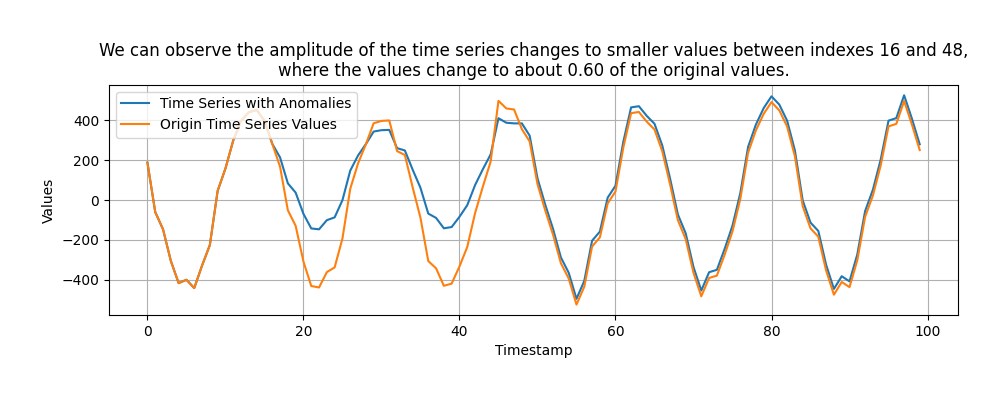 We can observe the amplitude of the time series changes to smaller values between indexes 16 and 48,
where the values change to about 0.60 of the original values.
Time Series with Anomalies
Origin Time Series Values
400
200
0
−200
−400
Values
0 20 40 60 80 100
Timestamp